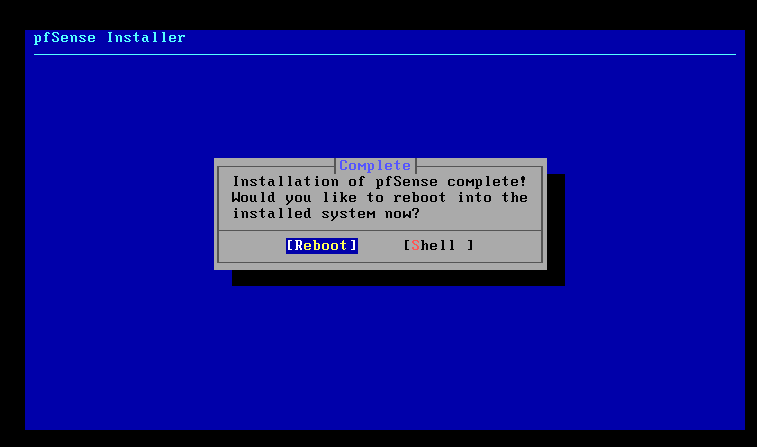 pfSense Installer
Complete
Installation of pfSense complete!
Would you like to reboot into the
installed system now?
[Reboot] [Shell ]